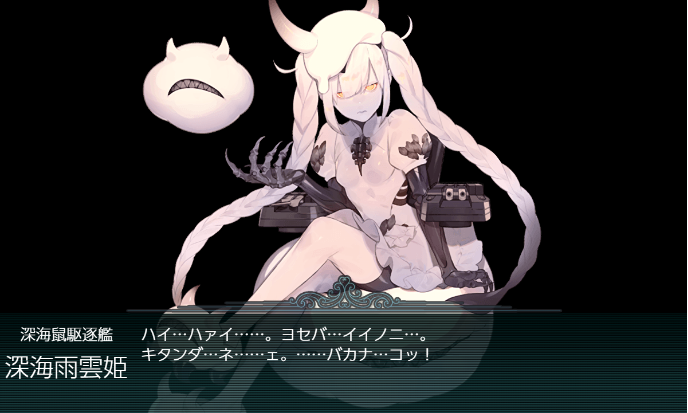 深海鼠駆逐艦
深海雨雲姫
ハイ…ハァイ……。ヨセバ…イイノニ…。
キタンダ…ネ……ェ。……バカナ…コッ！